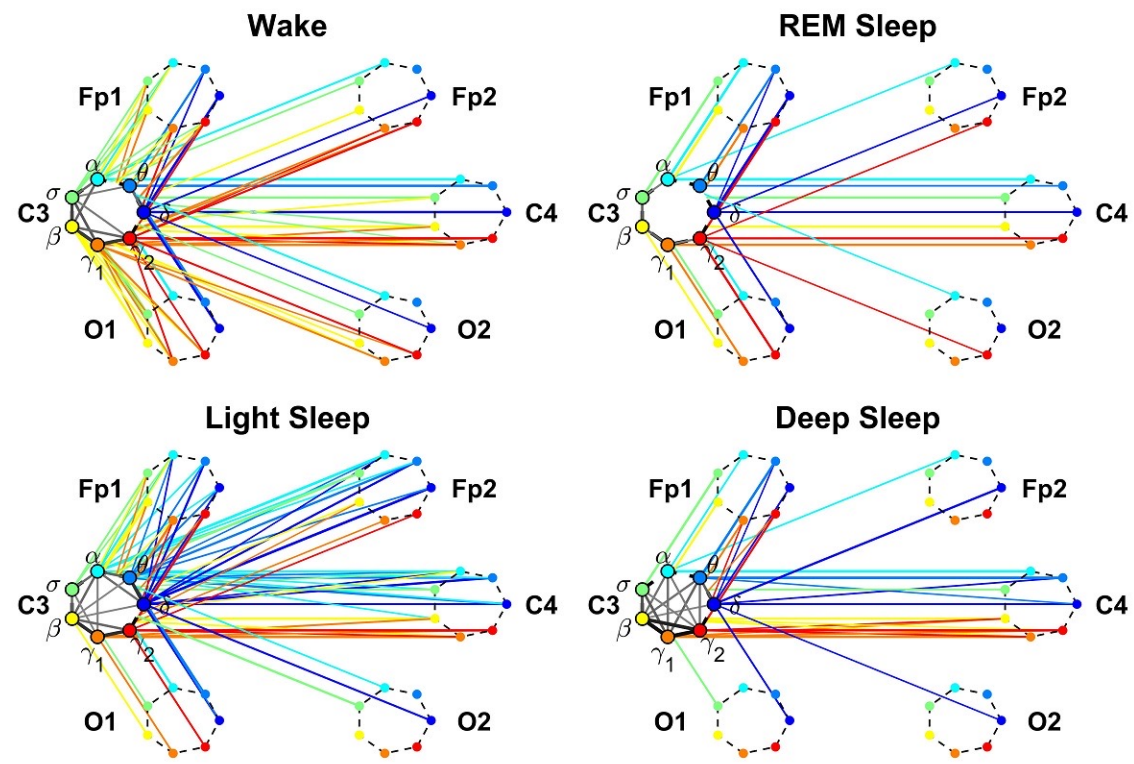 Wake
REM Sleep
Fp1
Fp2
Fp1
Fp2
α
θ
α
θ
σ
σ
C3
δ
C4
C3
δ
C4
β
β
γ1
γ2
γ1
γ2
O1
O2
O1
O2
Light Sleep
Deep Sleep
Fp1
Fp2
Fp1
Fp2
α
θ
α
θ
σ
σ
C3
δ
C4
C3
δ
C4
β
β
γ1
γ2
γ1
γ2
O1
O2
O1
O2